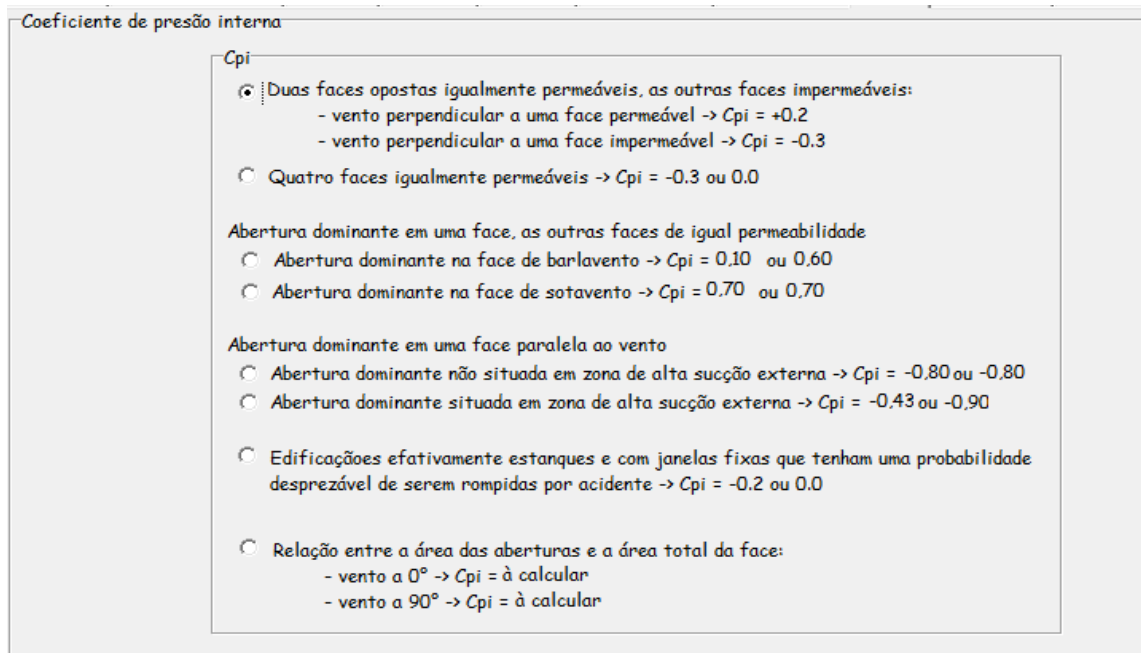 Coeficiente de presão interna
Cpi
Duas faces opostas igualmente permeáveis, as outras faces impermeáveis:
- vento perpendicular a uma face permeável -> Cpi = +0.2
- vento perpendicular a uma face impermeável -> Cpi = -0.3
Quatro faces igualmente permeáveis -> Cpi = -0.3 ou 0.0
Abertura dominante em uma face, as outras faces de igual permeabilidade
Abertura dominante na face de barlavento -> Cpi = 0,10 ou 0,60
Abertura dominante na face de sotavento -> Cpi = 0,70 ou 0,70
Abertura dominante em uma face paralela ao vento
Abertura dominante não situada em zona de alta sucção externa -> Cpi = -0,80 ou -0,80
Abertura dominante situada em zona de alta sucção externa -> Cpi = -0,43 ou -0,90
Edificaçãoes efativamente estanques e com janelas fixas que tenham uma probabilidade
desprezável de serem rompidas por acidente -> Cpi = -0.2 ou 0.0
Relação entre a área das aberturas e a área total da face:
- vento a 0° -> Cpi = à calcular
- vento a 90° -> Cpi = à calcular